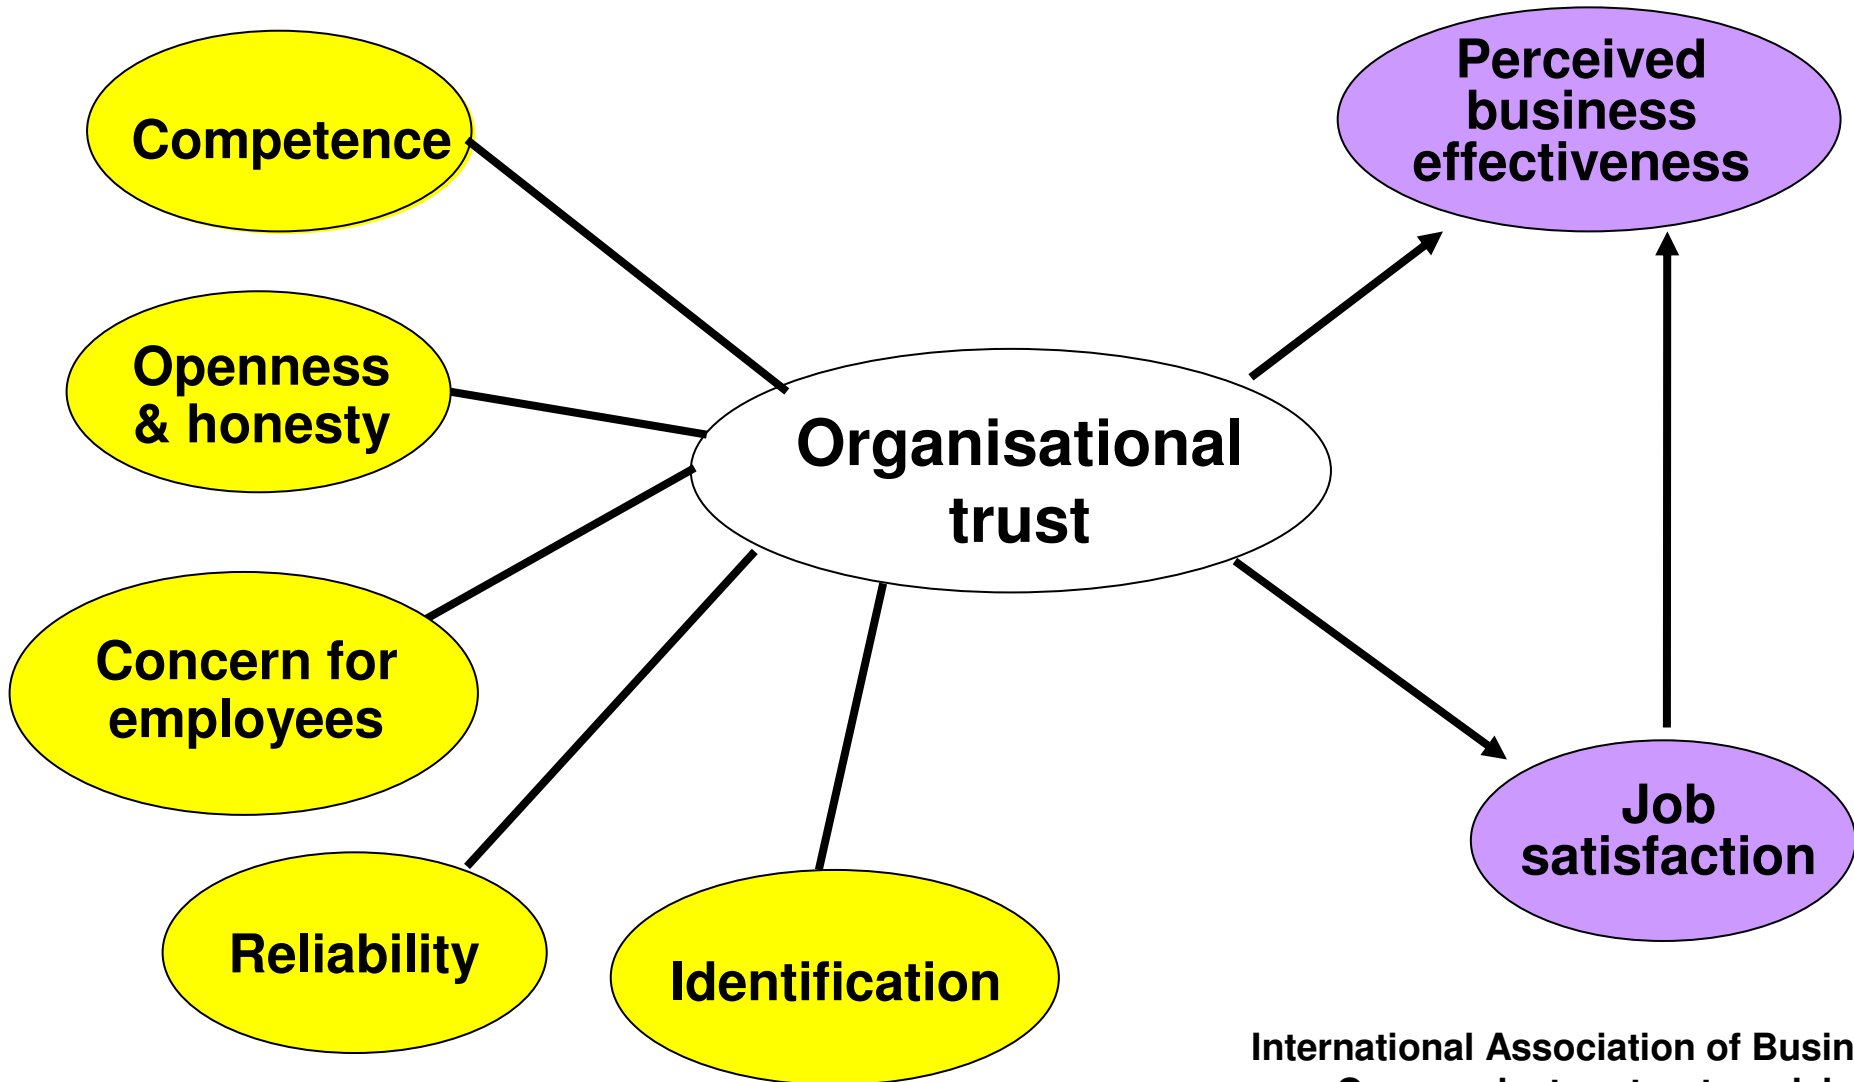 Competence
Openness
& honesty
Concern for
employees
Reliability
Identification
Organisational
trust
Perceived
business
effectiveness
Job
satisfaction
International Association of Busin